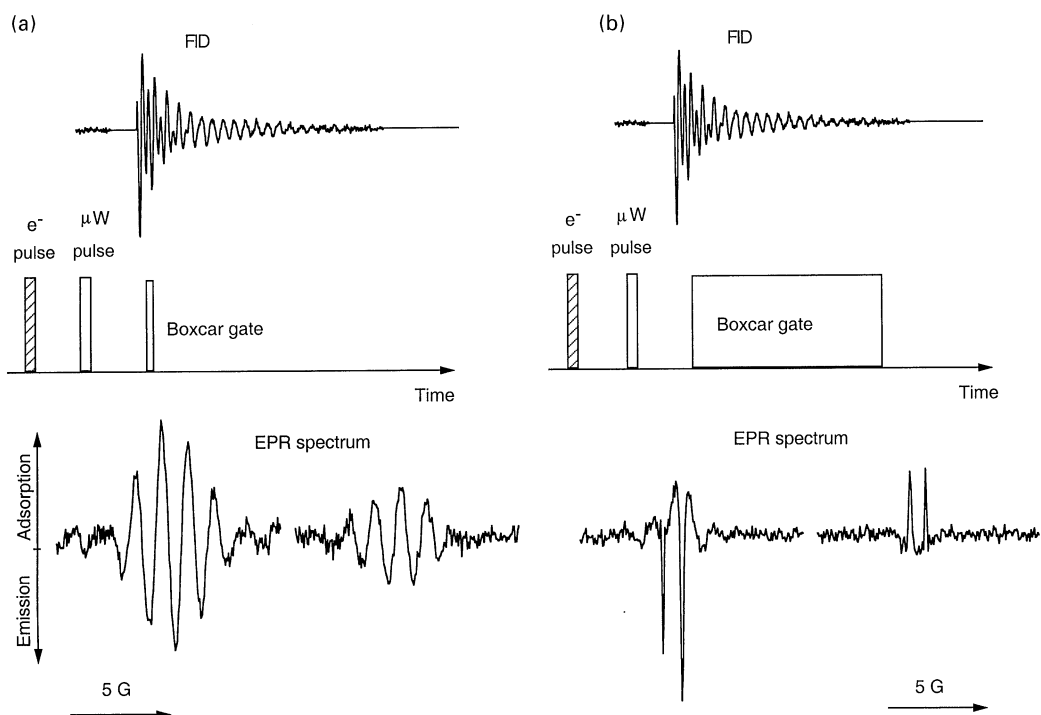 (a)
FID
e-
pulse
μW
pulse
Boxcar gate
Time
EPR spectrum
Adsorption
Emission
5 G
(b)
FID
e-
pulse
μW
pulse
Boxcar gate
Time
EPR spectrum
5 G